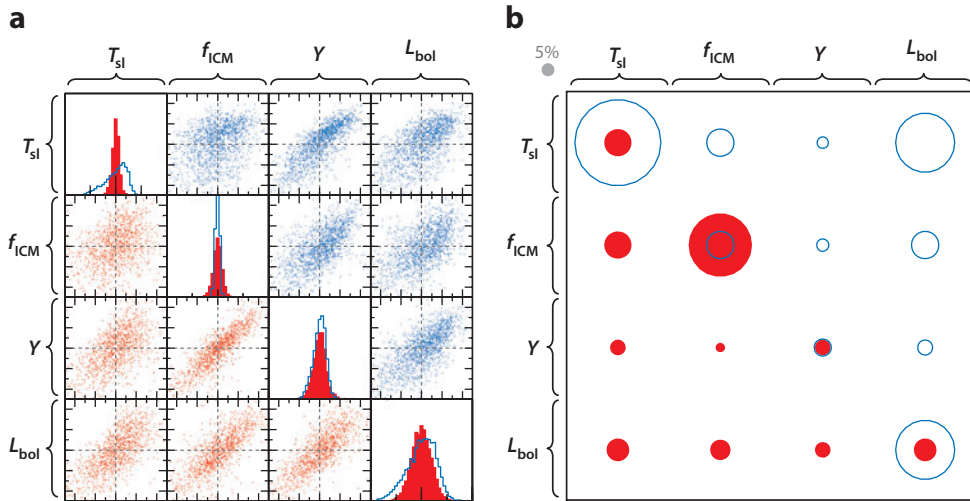 a
T_sl f_ICM Y L_bol
T_sl
f_ICM
Y
L_bol
b
5%
T_sl f_ICM Y L_bol
T_sl
f_ICM
Y
L_bol